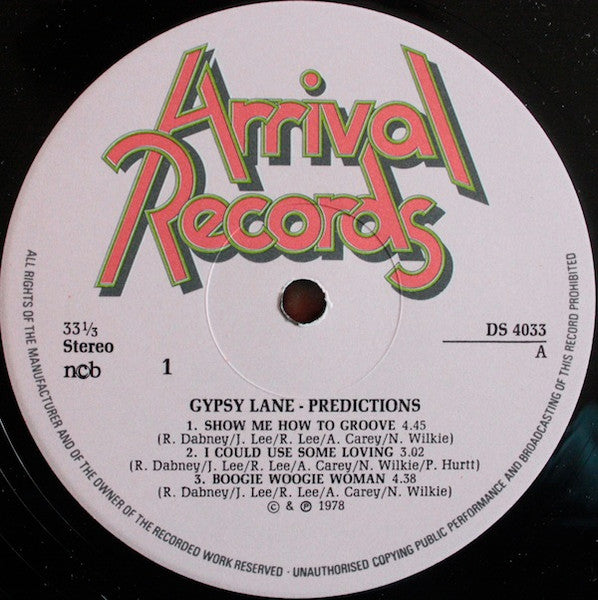 Arrival
Records
33 1/3
Stereo
ncb
1
DS 4033
A
GYPSY LANE - PREDICTIONS
1. SHOW ME HOW TO GROOVE 4.45
(R. Dabney/J. Lee/R. Lee/A. Carey/N. Wilkie)
2. I COULD USE SOME LOVING 3.02
(R. Dabney/J. Lee/R. Lee/A. Carey/N. Wilkie/P. Hurtt)
3. BOOGIE WOOGIE WOMAN 4.38
(R. Dabney/J. Lee/R. Lee/A. Carey/N. Wilkie)
© & ℗ 1978
ALL RIGHTS OF THE MANUFACTURER AND OF THE OWNER OF THE RECORDED WORK RESERVED - UNAUTHORISED COPYING PUBLIC PERFORMANCE AND BROADCASTING OF THIS RECORD PROHIBITED